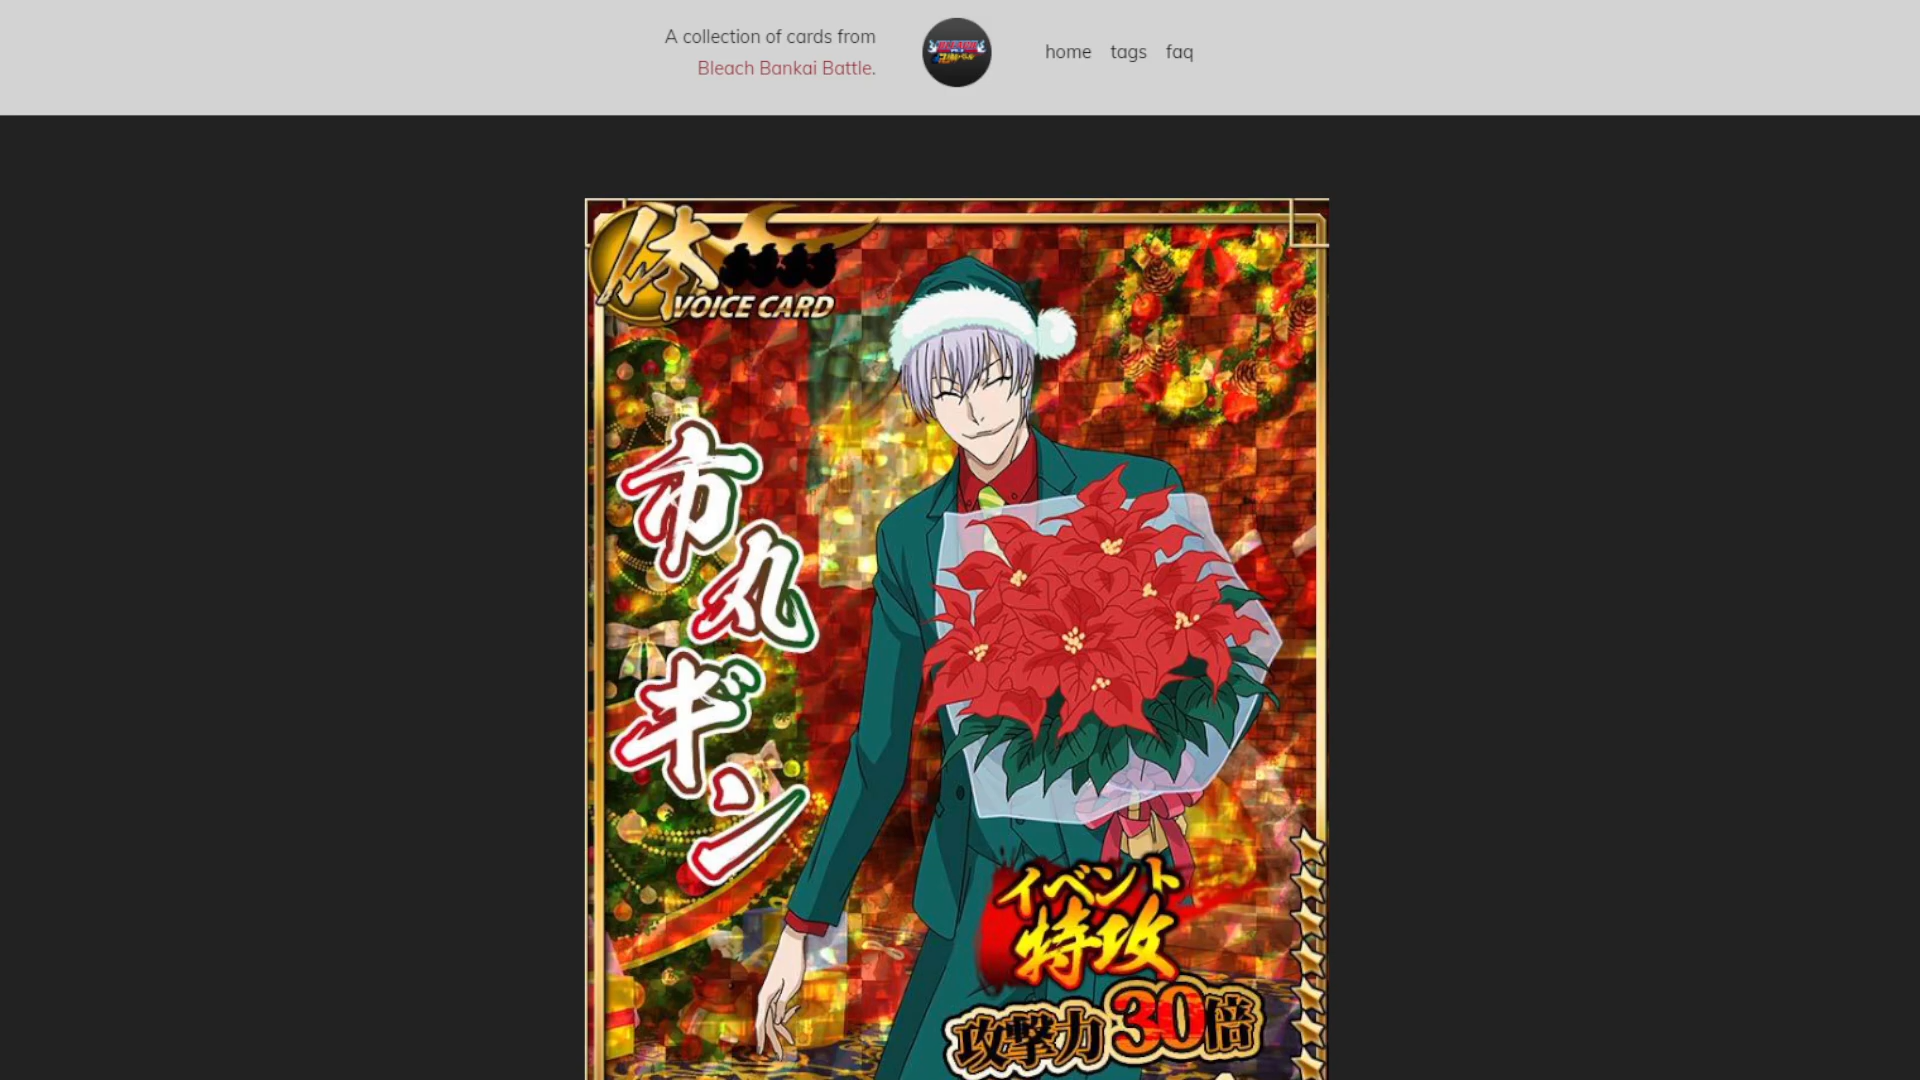 A collection of cards from
Bleach Bankai Battle.
home tags faq
体
VOICE CARD
市丸ギン
イベント
特攻
攻撃力30倍